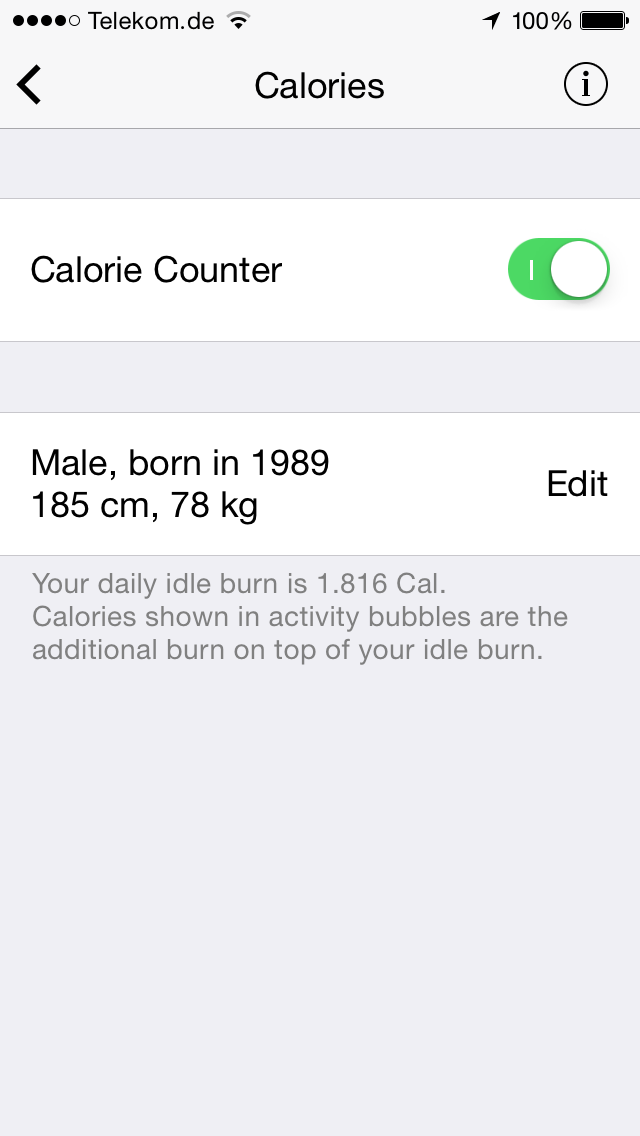 Telekom.de 100%
Calories
Calorie Counter
Male, born in 1989
185 cm, 78 kg
Edit
Your daily idle burn is 1.816 Cal.
Calories shown in activity bubbles are the
additional burn on top of your idle burn.